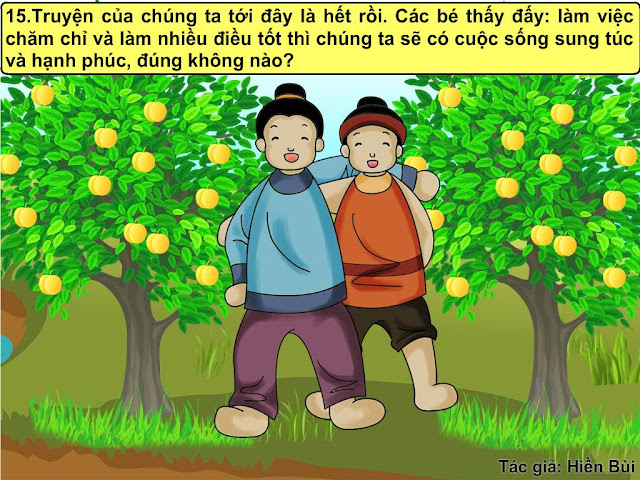 15.Truyện của chúng ta tới đây là hết rồi. Các bé thấy đấy: làm việc
chăm chỉ và làm nhiều điều tốt thì chúng ta sẽ có cuộc sống sung túc
và hạnh phúc, đúng không nào?
Tác giả: Hiền Bùi